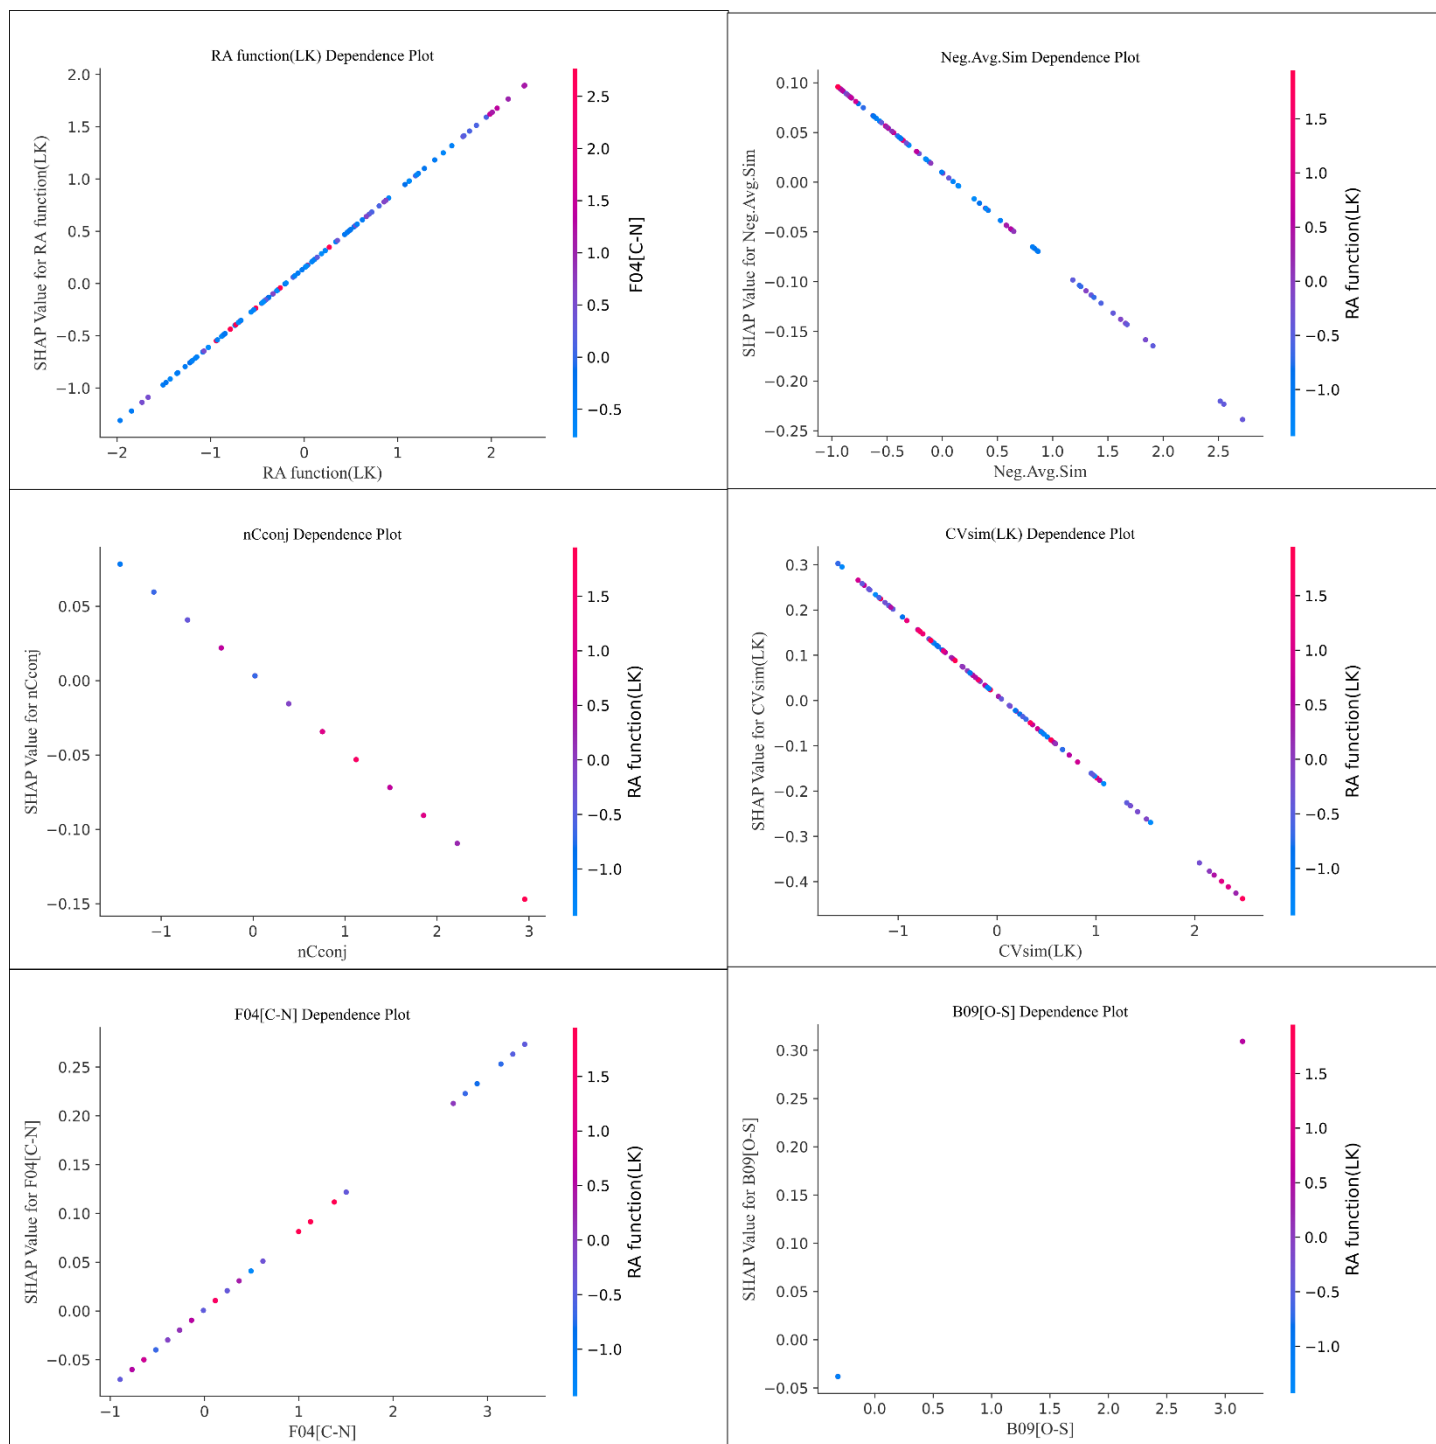 RA function(LK) Dependence Plot
2.0
1.5
1.0
0.5
0.0
−0.5
−1.0
SHAP Value for RA function(LK)
−2 −1 0 1 2
RA function(LK)
2.5
2.0
1.5
1.0
0.5
0.0
−0.5
F04[C-N]
Neg.Avg.Sim Dependence Plot
0.10
0.05
0.00
−0.05
−0.10
−0.15
−0.20
−0.25
SHAP Value for Neg.Avg.Sim
−1.0 −0.5 0.0 0.5 1.0 1.5 2.0 2.5
Neg.Avg.Sim
1.5
1.0
0.5
0.0
−0.5
−1.0
RA function(LK)
nCconj Dependence Plot
0.05
0.00
−0.05
−0.10
−0.15
SHAP Value for nCconj
−1 0 1 2 3
nCconj
1.5
1.0
0.5
0.0
−0.5
−1.0
RA function(LK)
CVsim(LK) Dependence Plot
0.3
0.2
0.1
0.0
−0.1
−0.2
−0.3
−0.4
SHAP Value for CVsim(LK)
−1 0 1 2
CVsim(LK)
1.5
1.0
0.5
0.0
−0.5
−1.0
RA function(LK)
F04[C-N] Dependence Plot
0.25
0.20
0.15
0.10
0.05
0.00
−0.05
SHAP Value for F04[C-N]
−1 0 1 2 3
F04[C-N]
1.5
1.0
0.5
0.0
−0.5
−1.0
RA function(LK)
B09[O-S] Dependence Plot
0.30
0.25
0.20
0.15
0.10
0.05
0.00
−0.05
SHAP Value for B09[O-S]
0.0 0.5 1.0 1.5 2.0 2.5 3.0
B09[O-S]
1.5
1.0
0.5
0.0
−0.5
−1.0
RA function(LK)